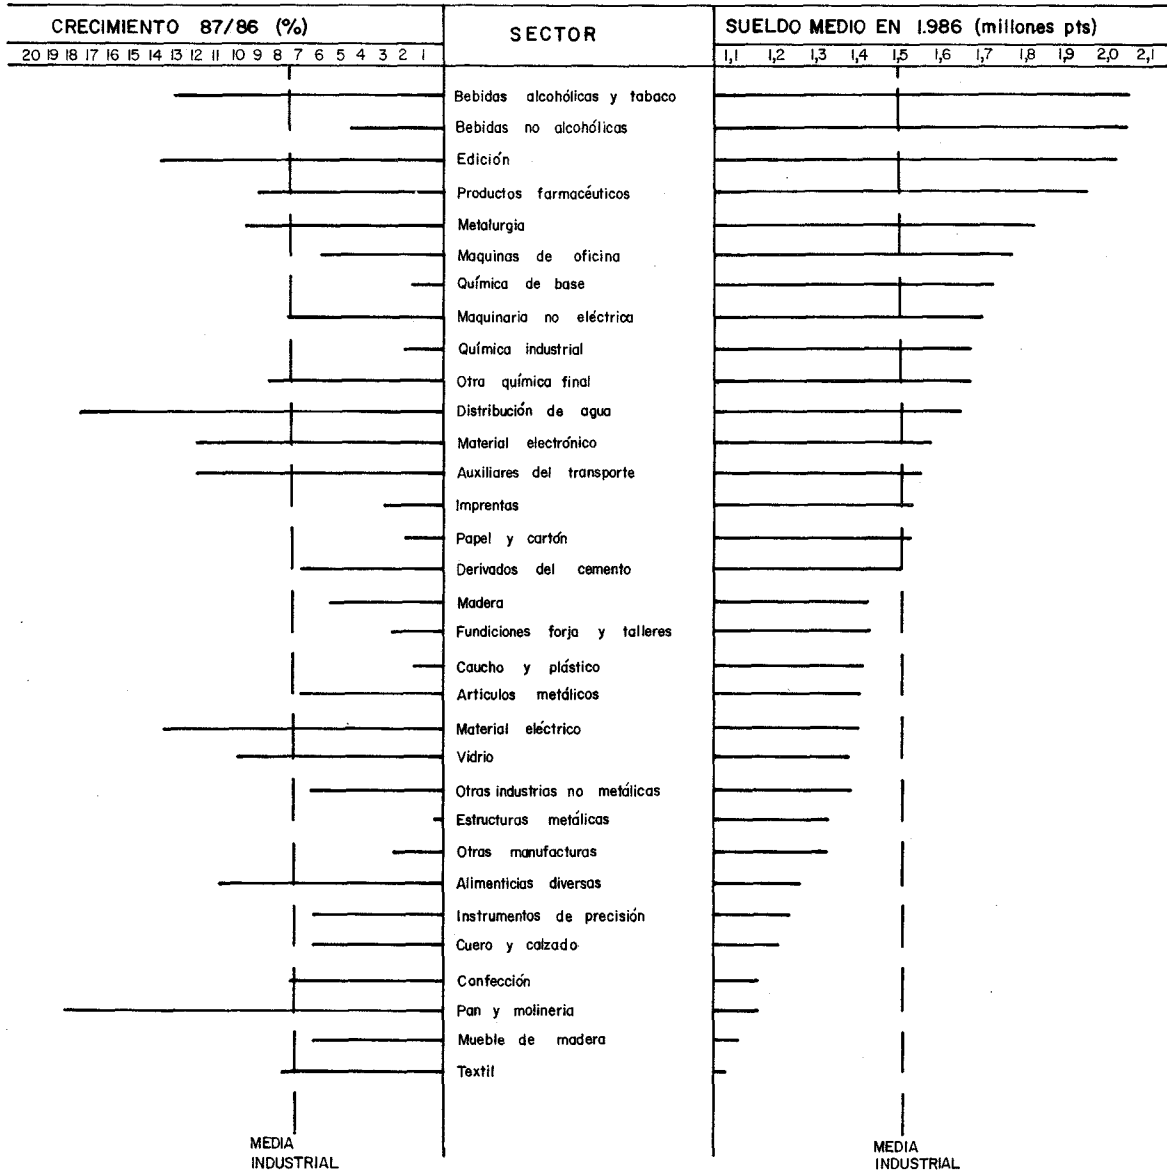 CRECIMIENTO 87/86 (%)
SECTOR
SUELDO MEDIO EN 1.986 (millones pts)
20 19 18 17 16 15 14 13 12 11 10 9 8 7 6 5 4 3 2 1
1,1 1,2 1,3 1,4 1,5 1,6 1,7 1,8 1,9 2,0 2,1
Bebidas alcohólicas y tabaco
Bebidas no alcohólicas
Edición
Productos farmacéuticos
Metalurgia
Maquinas de oficina
Química de base
Maquinaria no eléctrica
Química industrial
Otra química final
Distribución de agua
Material electrónico
Auxiliares del transporte
Imprentas
Papel y cartón
Derivados del cemento
Madera
Fundiciones forja y talleres
Caucho y plástico
Articulos metálicos
Material eléctrico
Vidrio
Otras industrias no metálicas
Estructuras metálicas
Otras manufacturas
Alimenticias diversas
Instrumentos de precisión
Cuero y calzado
Confección
Pan y molineria
Mueble de madera
Textil
MEDIA
INDUSTRIAL
MEDIA
INDUSTRIAL